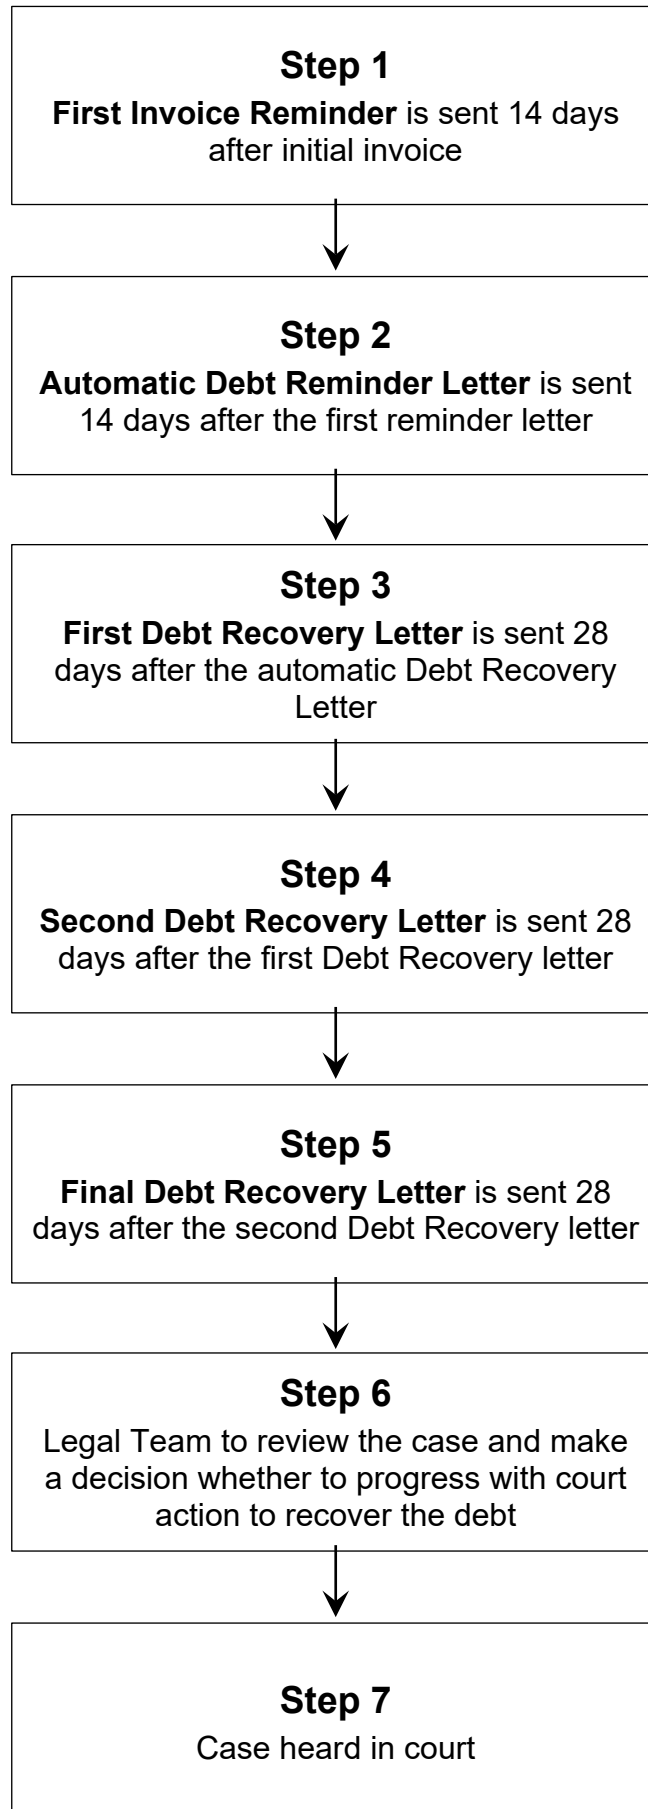 Step 1
First Invoice Reminder is sent 14 days
after initial invoice
Step 2
Automatic Debt Reminder Letter is sent
14 days after the first reminder letter
Step 3
First Debt Recovery Letter is sent 28
days after the automatic Debt Recovery
Letter
Step 4
Second Debt Recovery Letter is sent 28
days after the first Debt Recovery letter
Step 5
Final Debt Recovery Letter is sent 28
days after the second Debt Recovery letter
Step 6
Legal Team to review the case and make
a decision whether to progress with court
action to recover the debt
Step 7
Case heard in court